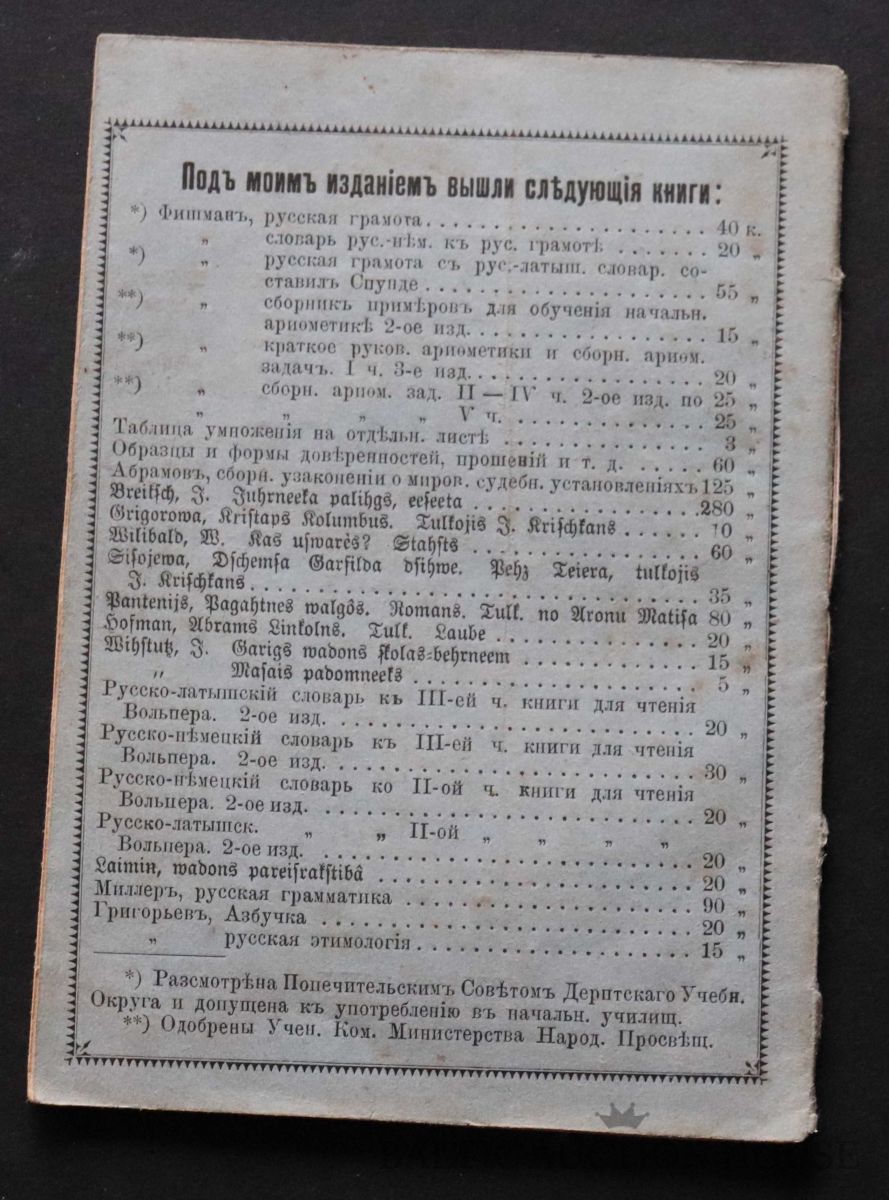 Подъ моимъ изданіемъ вышли слѣдующія книги:
*) Фишманъ, русская грамота . . . . 40 к.
„ словарь рус.-нѣм. къ рус. грамотѣ . . . . 20 „
*) „ русская грамота съ рус.-латыш. словар. со-
ставилъ Спунде . . . . 55 „
**) „ сборникъ примѣровъ для обученія начальн.
ариѳметикѣ 2-ое изд. . . . . 15 „
**) „ краткое руков. ариѳметики и сборн. ариѳм.
задачъ. I ч. 3-е изд. . . . . 20 „
**) „ сборн. ариѳм. зад. II — IV ч. 2-ое изд. по 25 „
„ „ „ „ V ч. . . . . 25 „
Таблица умноженія на отдѣльн. листѣ . . . . 3 „
Образцы и формы довѣренностей, прошеній и т. д. . . . . 60 „
Абрамовъ, сборн. узаконеній о миров. судебн. установленіяхъ 125 „
Breiksch, J. Juhrneeka palihgs, eeseeta . . . . 280 „
Grigorowa, Kristaps Kolumbus. Tulkojis J. Krischkans . . . . 10 „
Wilibald, W. Kas uswarès? Stahsts . . . . 60 „
Sisojewa, Dschemsa Garfilda dsihwe. Pehz Teiera, tulkojis
J. Krischkans . . . . 35 „
Pantenijs, Pagahtnes walgôs. Romans. Tulk. no Aronu Matisa 80 „
Hofman, Abrams Linkolns. Tulk. Laube . . . . 20 „
Wihstutz, J. Garigs wadons skolas-behrneem . . . . 15 „
„ Masais padomneeks . . . . 5 „
Русско-латышскій словарь къ III-ей ч. книги для чтенія
Вольпера. 2-ое изд. . . . . 20 „
Русско-нѣмецкій словарь къ III-ей ч. книги для чтенія
Вольпера. 2-ое изд. . . . . 30 „
Русско-нѣмецкій словарь ко II-ой ч. книги для чтенія
Вольпера. 2-ое изд. . . . . 20 „
Русско-латышск. „ „ II-ой „ „ „ „
Вольпера. 2-ое изд. . . . . 20 „
Laimin, wadons pareisrakstibâ . . . . 20 „
Миллеръ, русская грамматика . . . . 90 „
Григорьевъ, Азбучка . . . . 20 „
„ русская этимологія . . . . 15 „
*) Разсмотрѣна Попечительскимъ Совѣтомъ Дерптскаго Учебн.
Округа и допущена къ употребленію въ начальн. училищ.
**) Одобрены Учен. Ком. Министерства Народ. Просвѣщ.